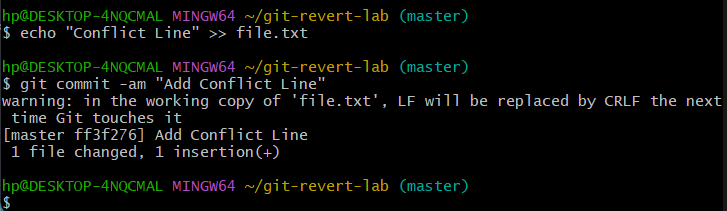 hp@DESKTOP-4NQCMAL MINGW64 ~/git-revert-lab (master)
$ echo "Conflict Line" >> file.txt
hp@DESKTOP-4NQCMAL MINGW64 ~/git-revert-lab (master)
$ git commit -am "Add Conflict Line"
warning: in the working copy of 'file.txt', LF will be replaced by CRLF the next
 time Git touches it
[master ff3f276] Add Conflict Line
 1 file changed, 1 insertion(+)
hp@DESKTOP-4NQCMAL MINGW64 ~/git-revert-lab (master)
$